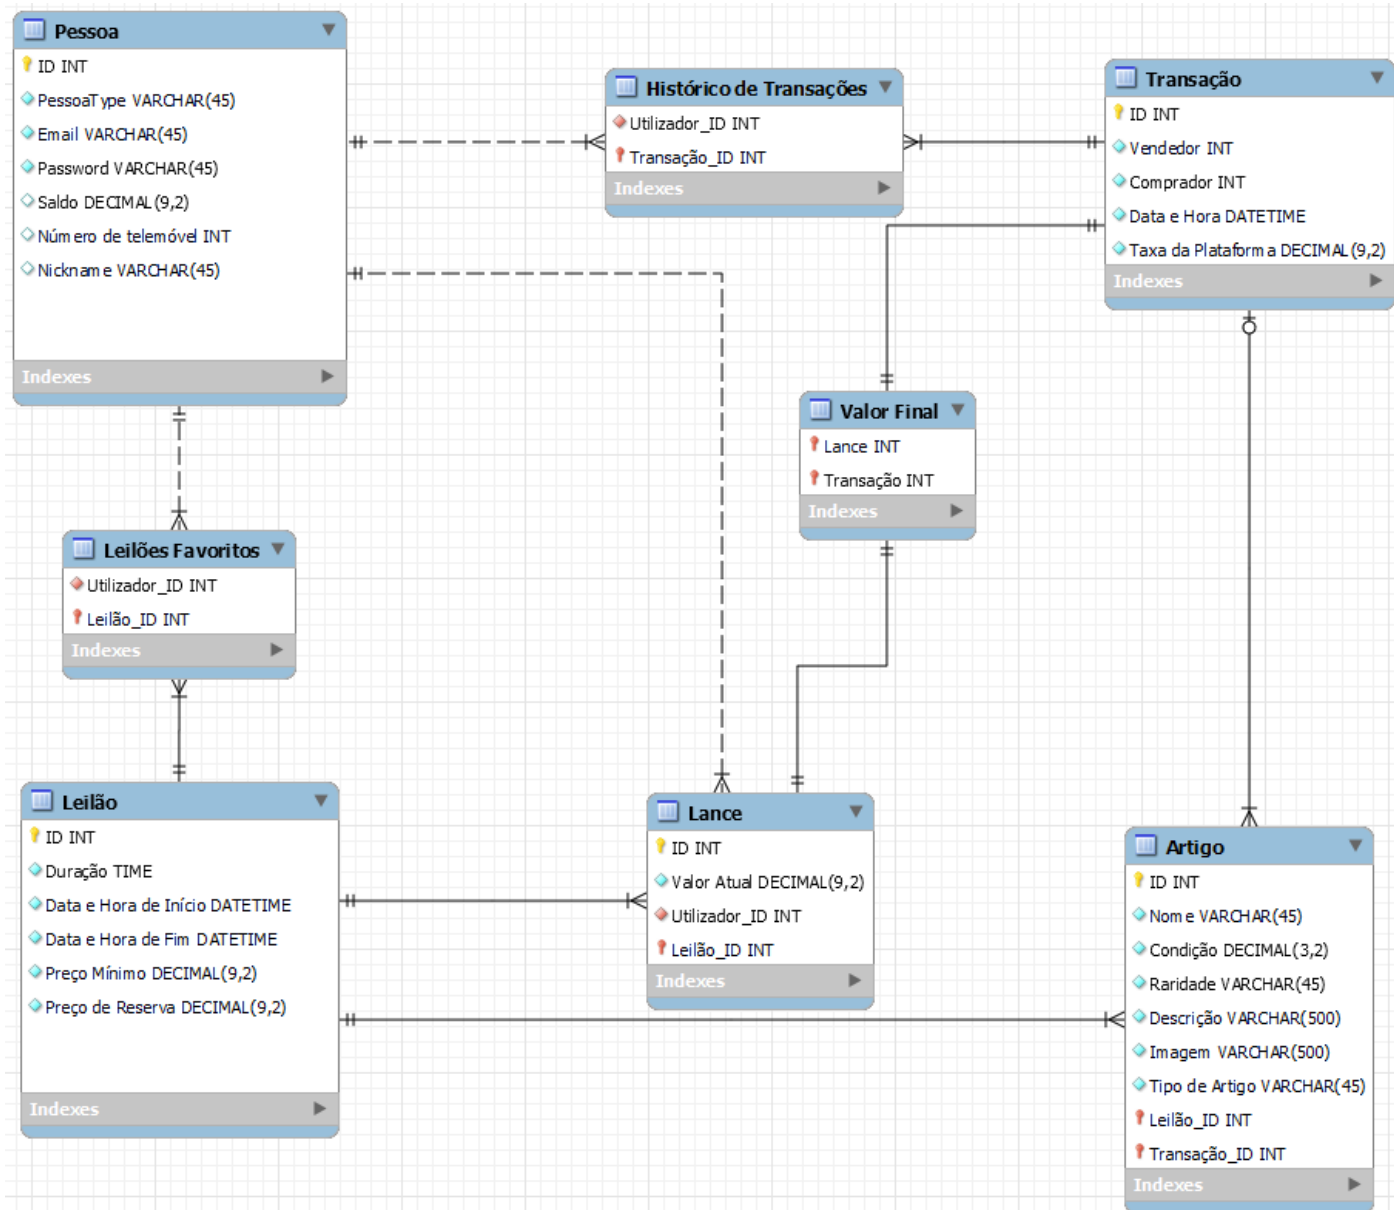 Pessoa
ID INT
PessoaType VARCHAR(45)
Email VARCHAR(45)
Password VARCHAR(45)
Saldo DECIMAL(9,2)
Número de telemóvel INT
Nickname VARCHAR(45)
Indexes
Histórico de Transações
Utilizador_ID INT
Transação_ID INT
Indexes
Transação
ID INT
Vendedor INT
Comprador INT
Data e Hora DATETIME
Taxa da Plataforma DECIMAL(9,2)
Indexes
Valor Final
Lance INT
Transação INT
Indexes
Leilões Favoritos
Utilizador_ID INT
Leilão_ID INT
Indexes
Leilão
ID INT
Duração TIME
Data e Hora de Início DATETIME
Data e Hora de Fim DATETIME
Preço Mínimo DECIMAL(9,2)
Preço de Reserva DECIMAL(9,2)
Indexes
Lance
ID INT
Valor Atual DECIMAL(9,2)
Utilizador_ID INT
Leilão_ID INT
Indexes
Artigo
ID INT
Nome VARCHAR(45)
Condição DECIMAL(3,2)
Raridade VARCHAR(45)
Descrição VARCHAR(500)
Imagem VARCHAR(500)
Tipo de Artigo VARCHAR(45)
Leilão_ID INT
Transação_ID INT
Indexes